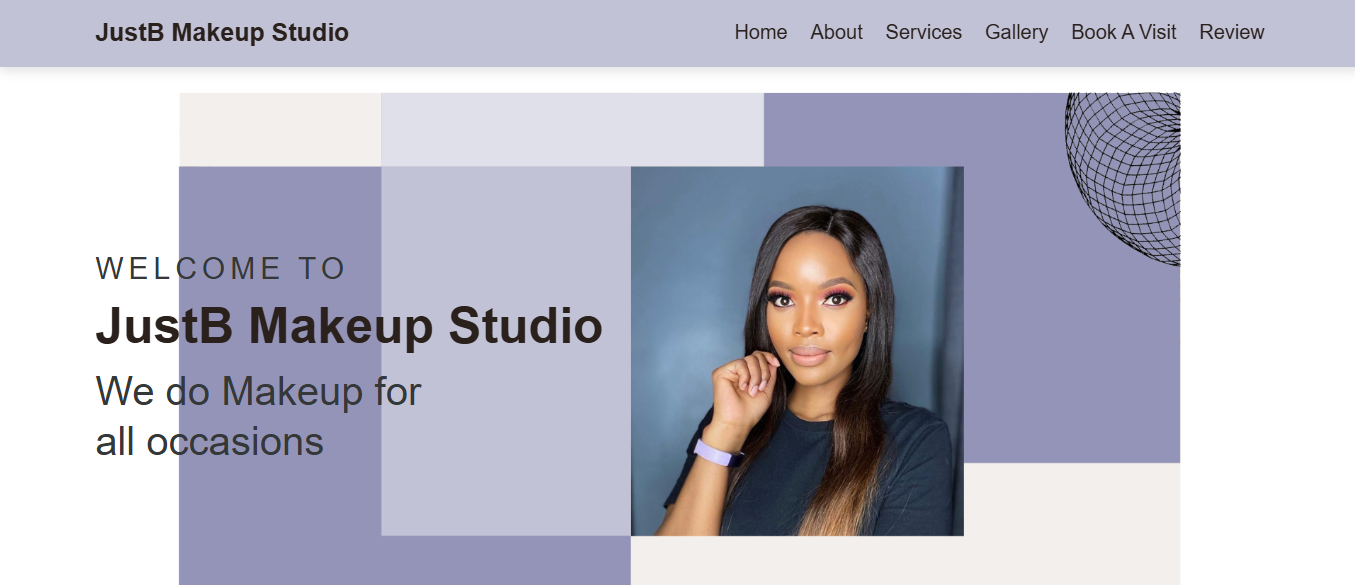 JustB Makeup Studio
Home About Services Gallery Book A Visit Review
WELCOME TO
JustB Makeup Studio
We do Makeup for
all occasions